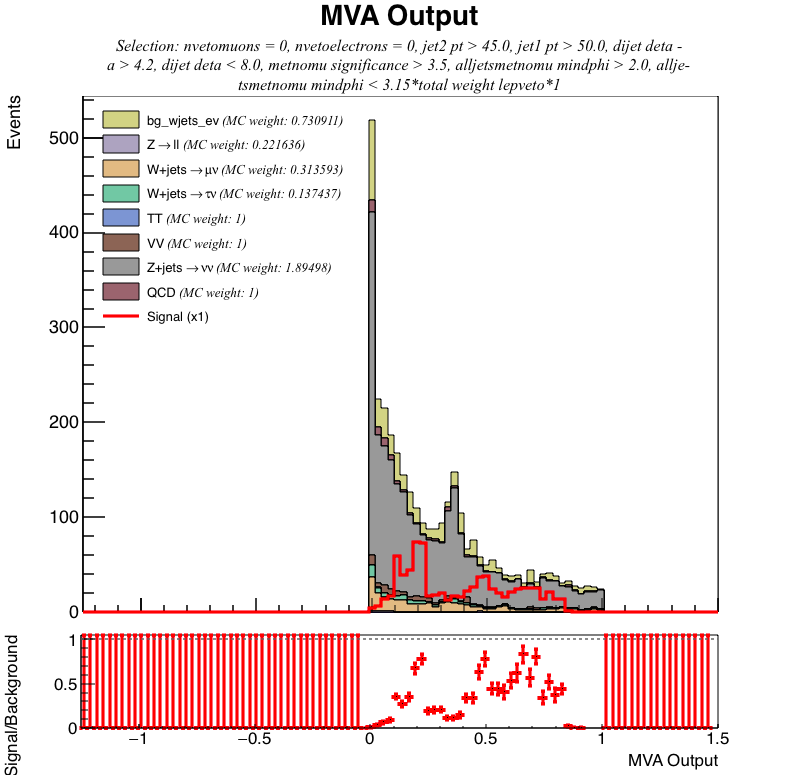 MVA Output
Selection: nvetomuons = 0, nvetoelectrons = 0, jet2 pt > 45.0, jet1 pt > 50.0, dijet deta -
a > 4.2, dijet deta < 8.0, metnomu significance > 3.5, alljetsmetnomu mindphi > 2.0, allje-
tsmetnomu mindphi < 3.15*total weight lepveto*1
Events
500
400
300
200
100
0
bg_wjets_ev (MC weight: 0.730911)
Z→ll (MC weight: 0.221636)
W+jets→μν (MC weight: 0.313593)
W+jets→τν (MC weight: 0.137437)
TT (MC weight: 1)
VV (MC weight: 1)
Z+jets→νν (MC weight: 1.89498)
QCD (MC weight: 1)
Signal (x1)
Signal/Background
1
0.5
0
−1 −0.5 0 0.5 1 1.5
MVA Output